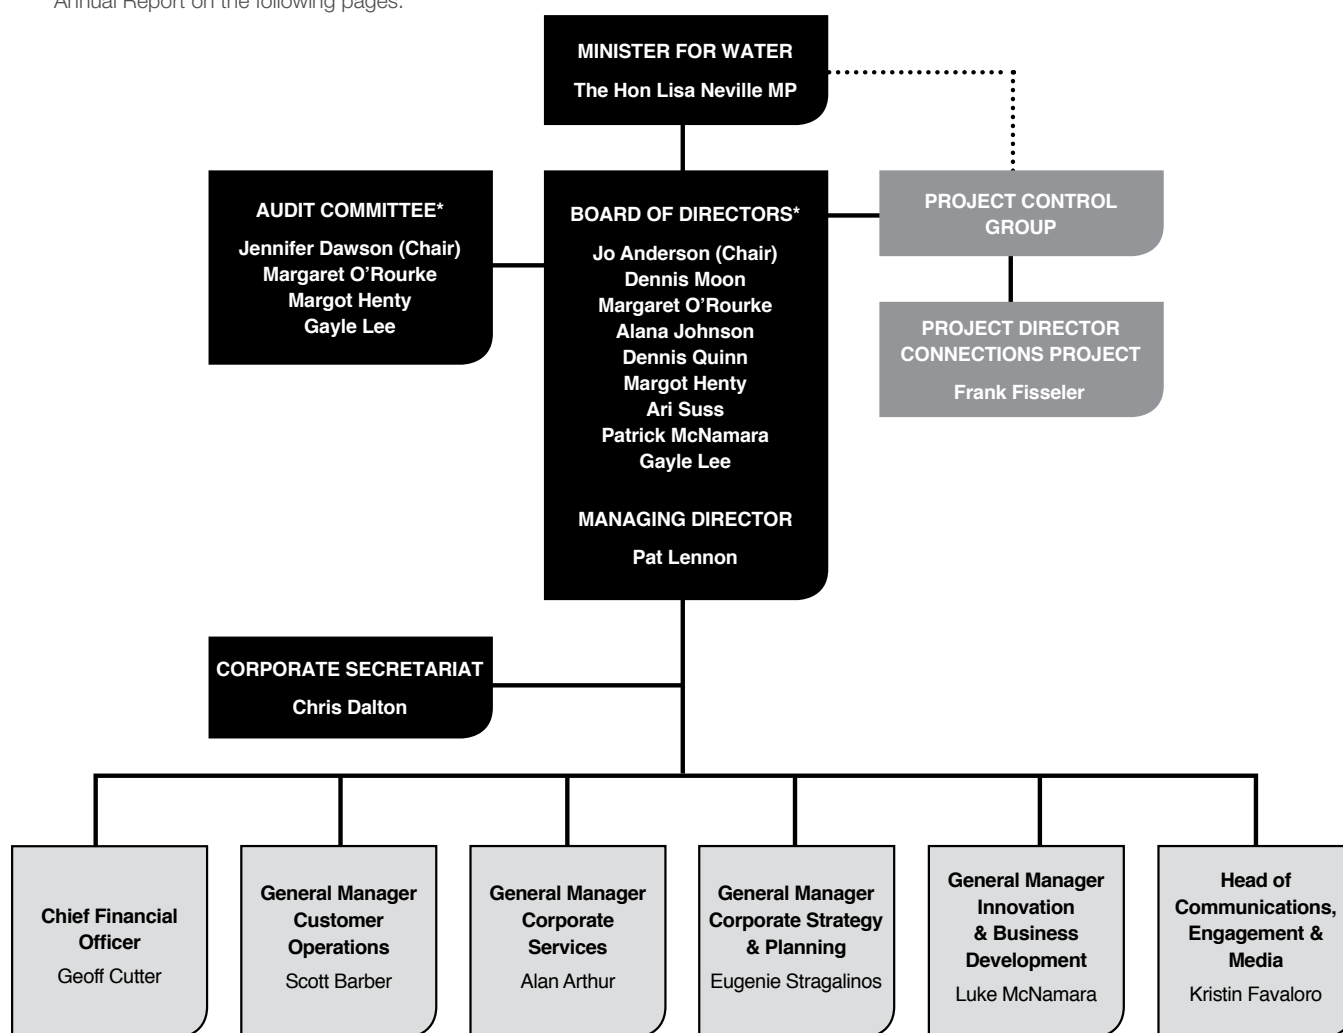 Annual Report on the following pages.
MINISTER FOR WATER
The Hon Lisa Neville MP
AUDIT COMMITTEE*
Jennifer Dawson (Chair)
Margaret O'Rourke
Margot Henty
Gayle Lee
BOARD OF DIRECTORS*
Jo Anderson (Chair)
Dennis Moon
Margaret O'Rourke
Alana Johnson
Dennis Quinn
Margot Henty
Ari Suss
Patrick McNamara
Gayle Lee
MANAGING DIRECTOR
Pat Lennon
PROJECT CONTROL
GROUP
PROJECT DIRECTOR
CONNECTIONS PROJECT
Frank Fisseler
CORPORATE SECRETARIAT
Chris Dalton
Chief Financial
Officer
Geoff Cutter
General Manager
Customer
Operations
Scott Barber
General Manager
Corporate
Services
Alan Arthur
General Manager
Corporate Strategy
& Planning
Eugenie Stragalinos
General Manager
Innovation
& Business
Development
Luke McNamara
Head of
Communications,
Engagement &
Media
Kristin Favaloro